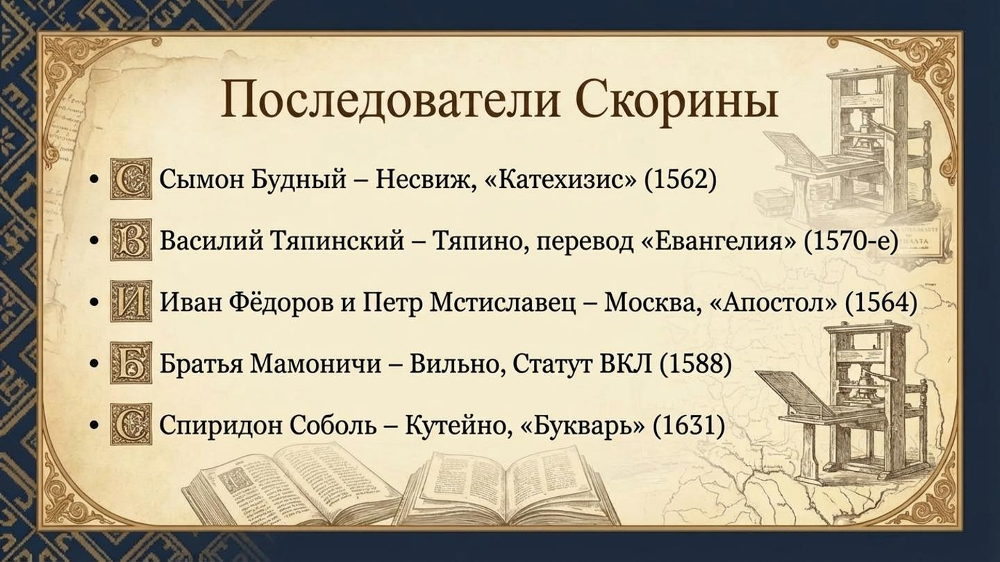 Последователи Скорины
• С Сымон Будный – Несвиж, «Катехизис» (1562)
• В Василий Тяпинский – Тяпино, перевод «Евангелия» (1570-е)
• И Иван Фёдоров и Петр Мстиславец – Москва, «Апостол» (1564)
• Б Братья Мамоничи – Вильно, Статут ВКЛ (1588)
• С Спиридон Соболь – Кутейно, «Букварь» (1631)